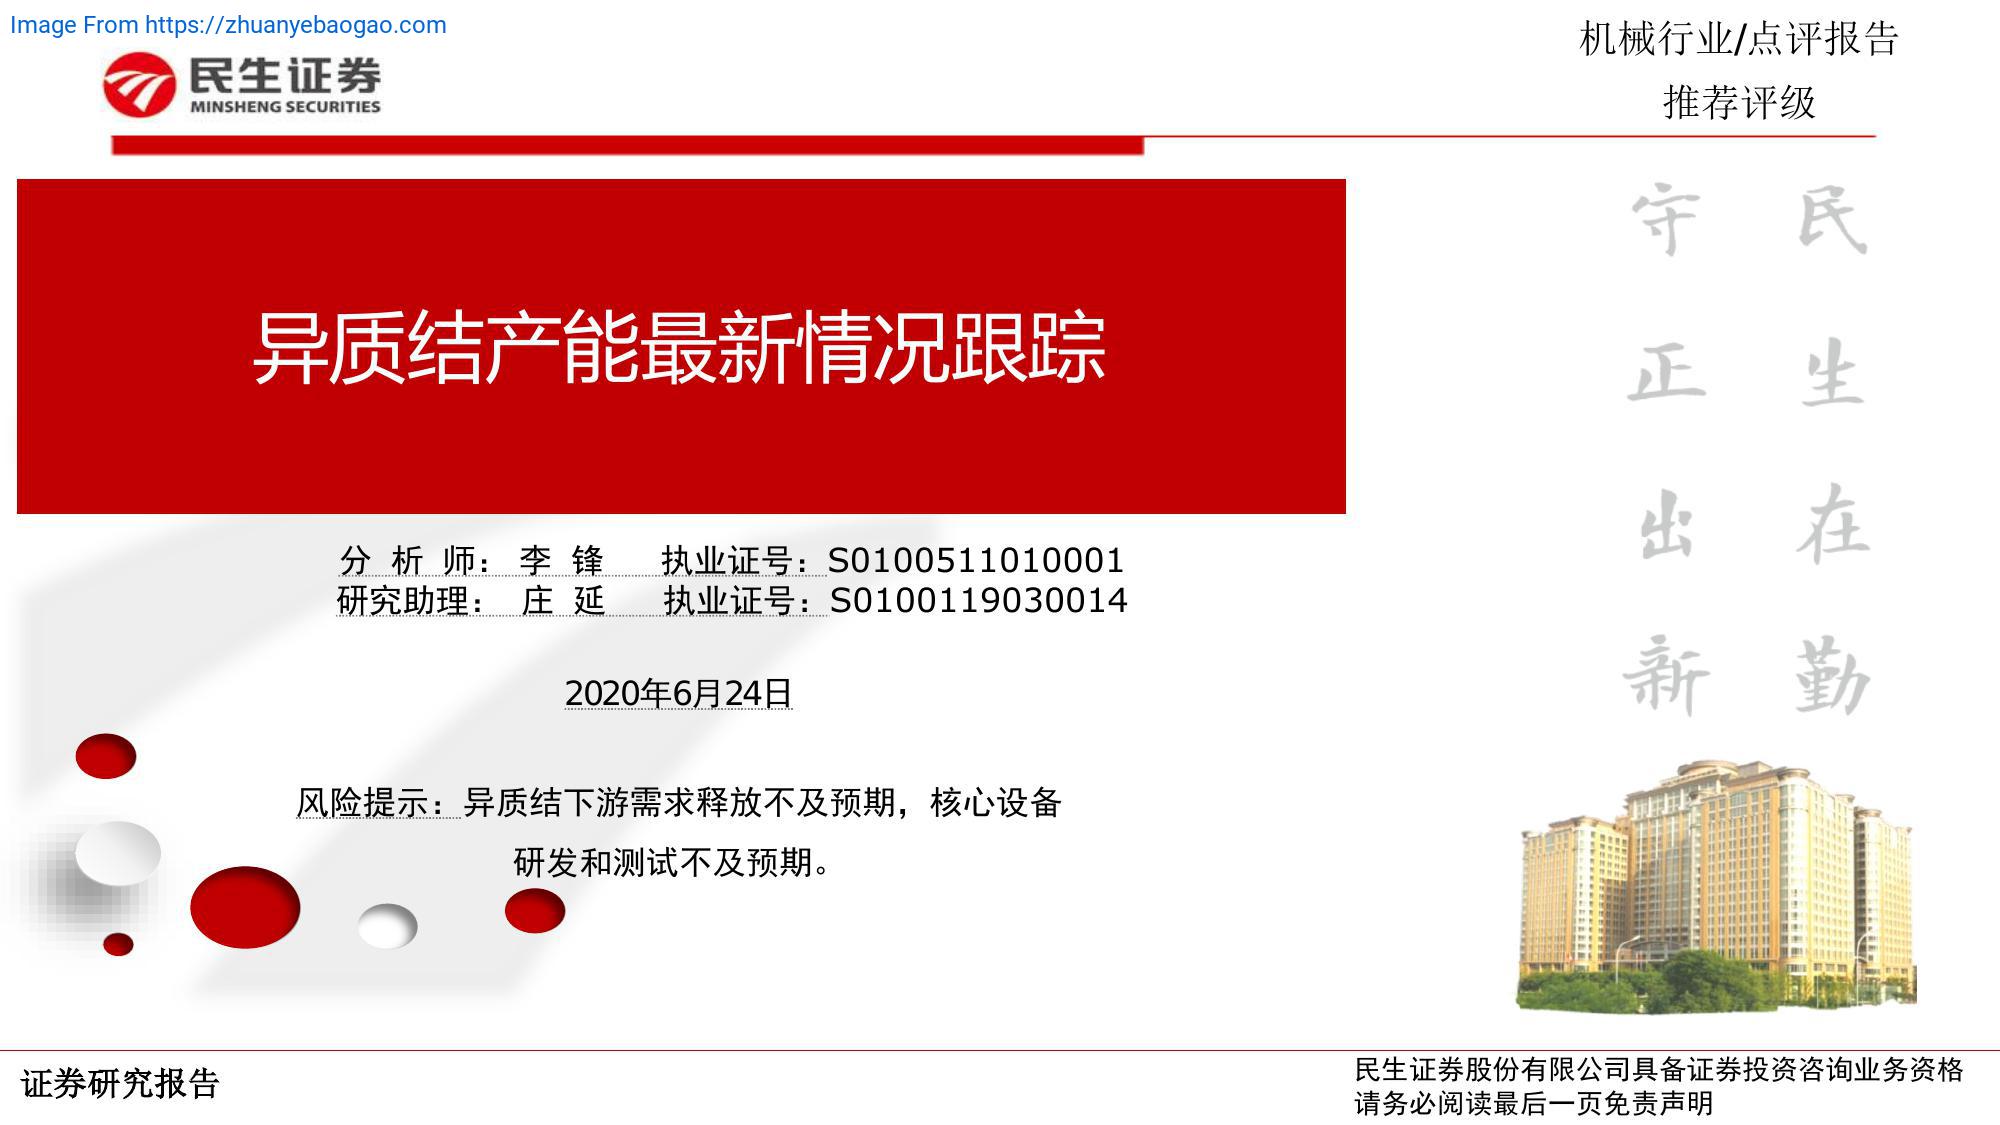 Image From https://zhuanyebaogao.com
民生证券
MINSHENG SECURITIES
机械行业/点评报告
推荐评级
异质结产能最新情况跟踪
分 析 师： 李 锋 执业证号：S0100511010001
研究助理： 庄 延 执业证号：S0100119030014
2020年6月24日
风险提示：异质结下游需求释放不及预期，核心设备
研发和测试不及预期。
民生在勤
守正出新
证券研究报告
民生证券股份有限公司具备证券投资咨询业务资格
请务必阅读最后一页免责声明